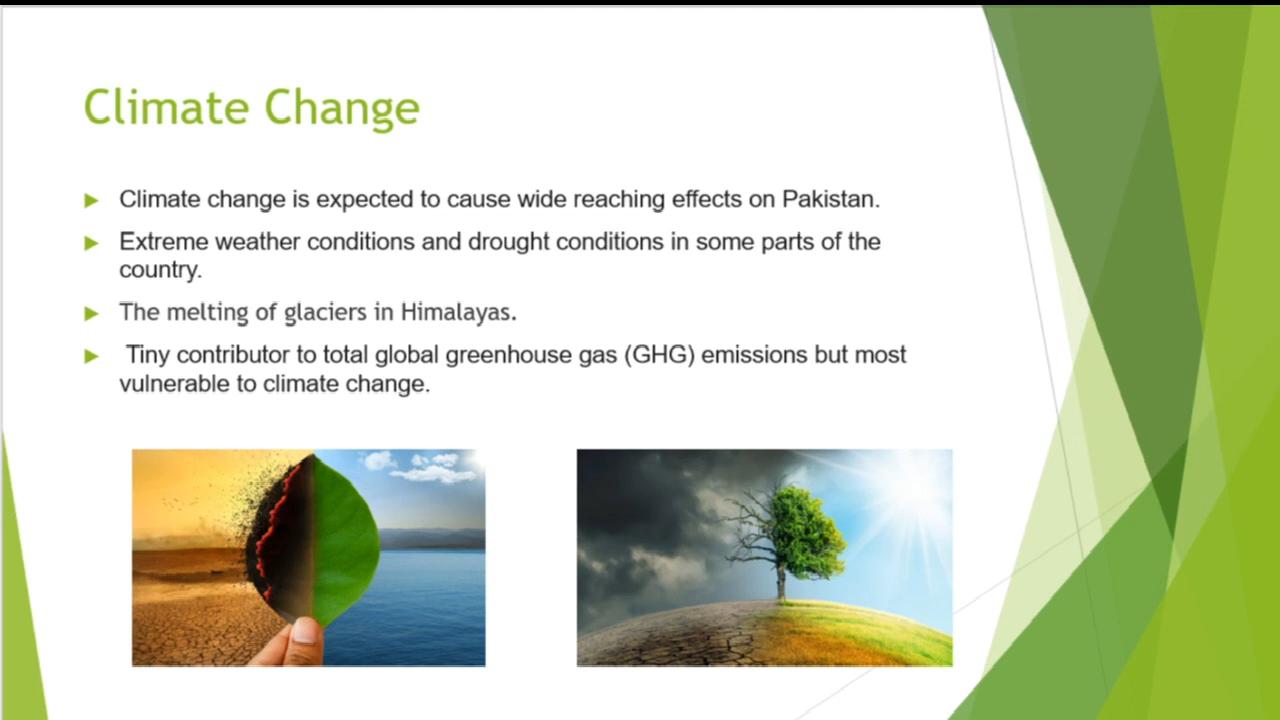 Climate Change
Climate change is expected to cause wide reaching effects on Pakistan.
Extreme weather conditions and drought conditions in some parts of the
country.
The melting of glaciers in Himalayas.
Tiny contributor to total global greenhouse gas (GHG) emissions but most
vulnerable to climate change.